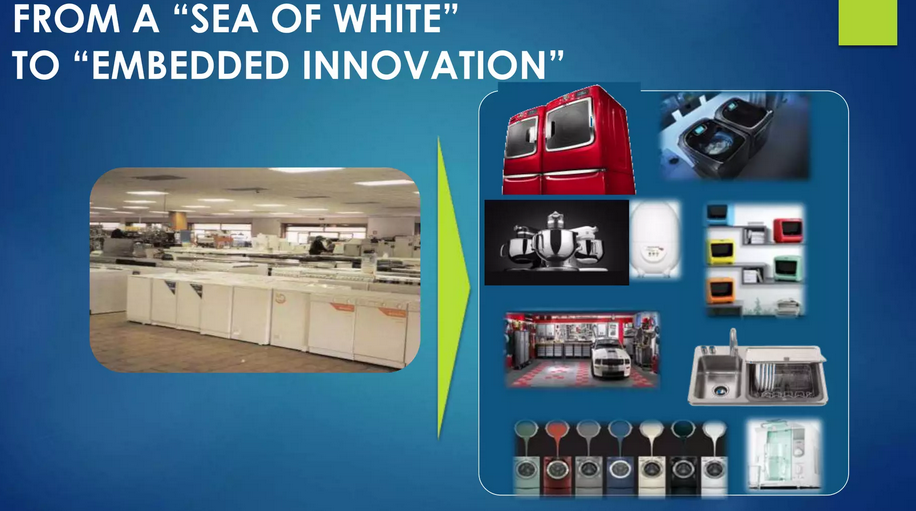 FROM A “SEA OF WHITE”
TO “EMBEDDED INNOVATION”